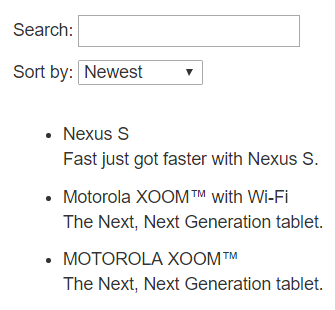 Search:
Sort by: Newest
Nexus S
Fast just got faster with Nexus S.
Motorola XOOM™ with Wi-Fi
The Next, Next Generation tablet.
MOTOROLA XOOM™
The Next, Next Generation tablet.